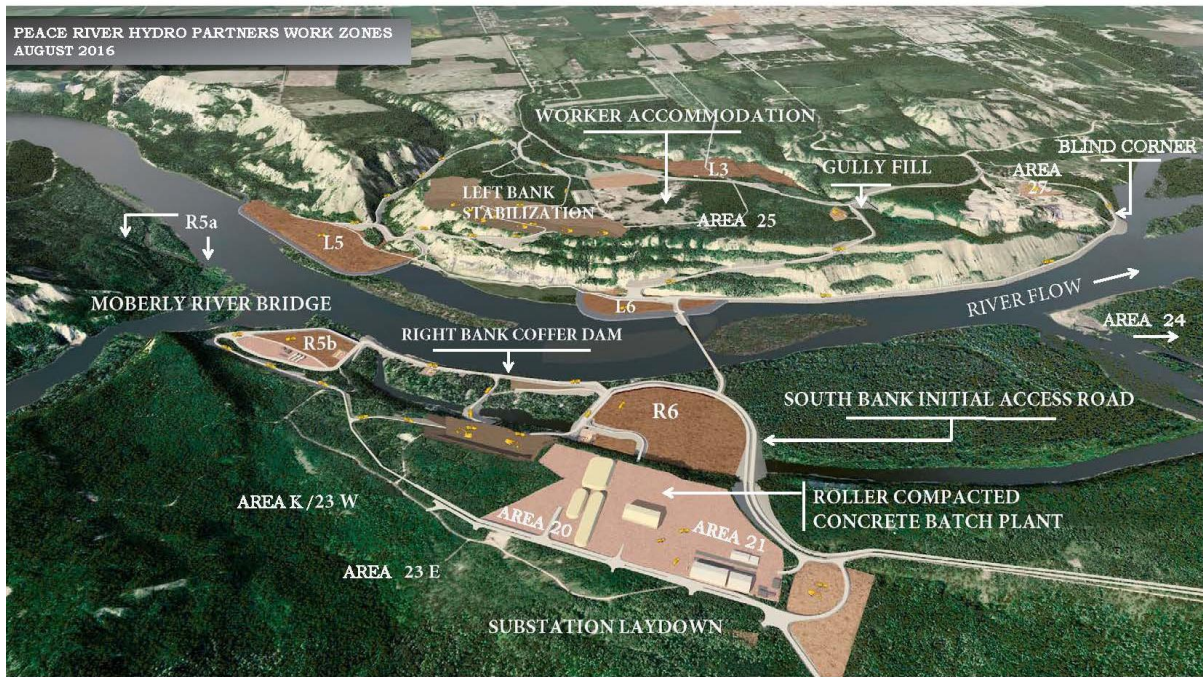 PEACE RIVER HYDRO PARTNERS WORK ZONES
AUGUST 2016
WORKER ACCOMMODATION
BLIND CORNER
L3
GULLY FILL
AREA
27
LEFT BANK
STABILIZATION
AREA 25
R5a
L5
RIVER FLOW
MOBERLY RIVER BRIDGE
L6
AREA 24
RIGHT BANK COFFER DAM
R5b
R6
SOUTH BANK INITIAL ACCESS ROAD
AREA K /23 W
ROLLER COMPACTED
CONCRETE BATCH PLANT
AREA 20
AREA 21
AREA 23 E
SUBSTATION LAYDOWN